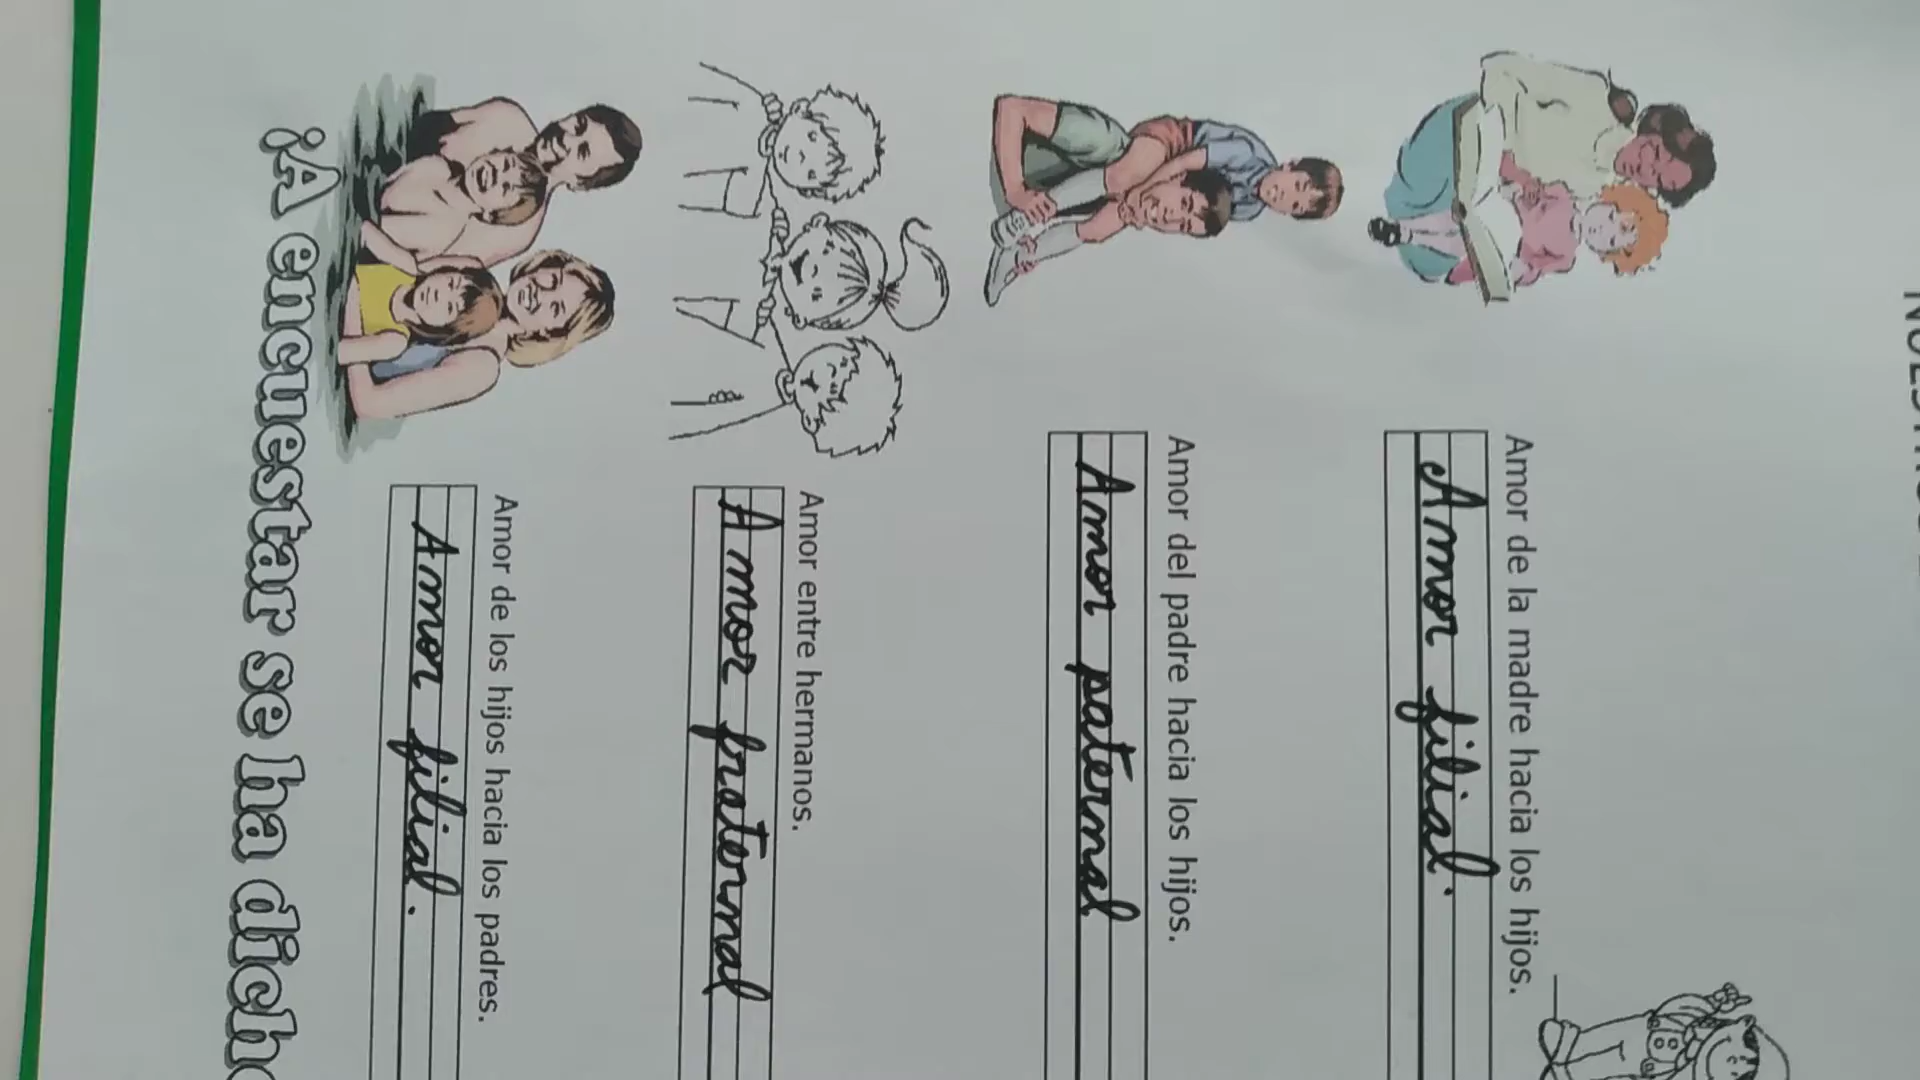 Amor de la madre hacia los hijos.
Amor filial.
Amor del padre hacia los hijos.
Amor paternal
Amor entre hermanos.
Amor fraternal
Amor de los hijos hacia los padres.
Amor filial.
¡A encuestar se ha dicho